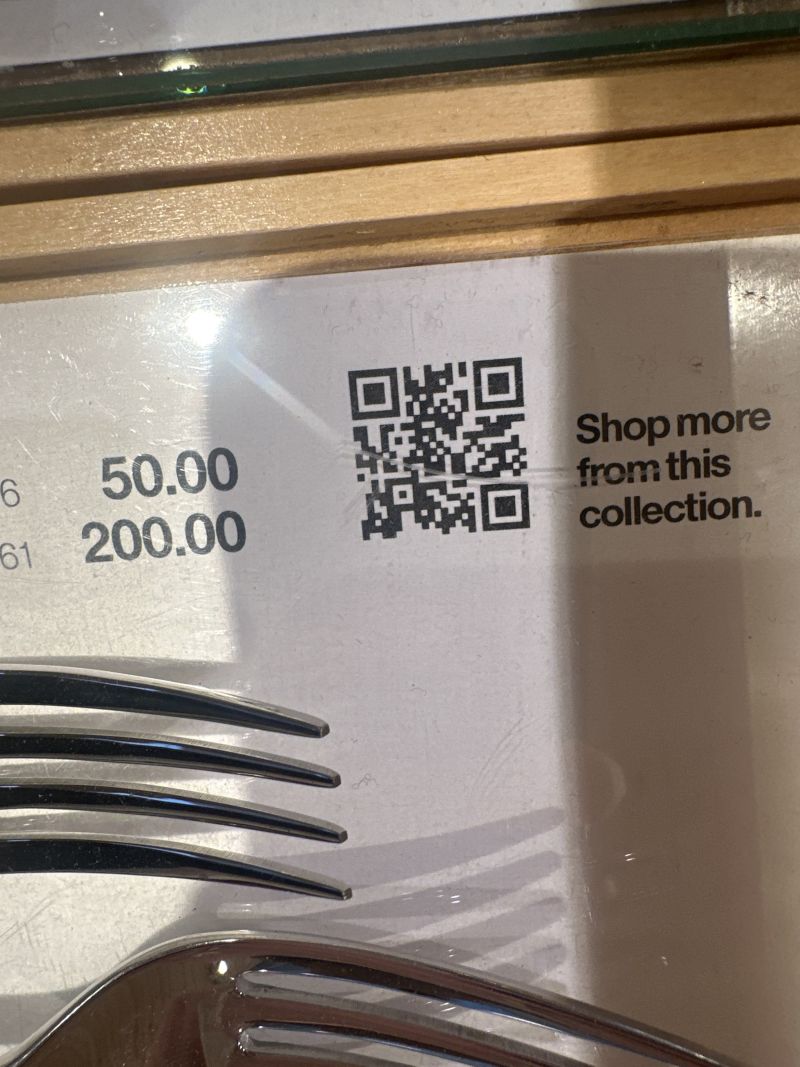 6 50.00
61 200.00
Shop more
from this
collection.